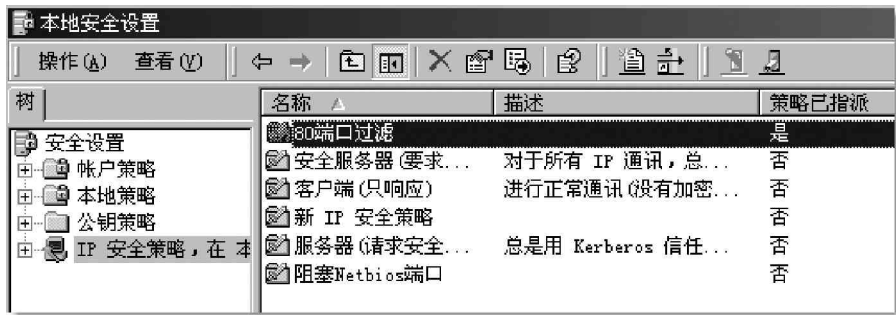 本地安全设置
操作(A) 查看(V)
树
名称 描述 策略已指派
安全设置
帐户策略
本地策略
公钥策略
IP 安全策略，在 本
80端口过滤 是
安全服务器(要求... 对于所有 IP 通讯，总... 否
客户端(只响应) 进行正常通讯(没有加密... 否
新 IP 安全策略 否
服务器(请求安全... 总是用 Kerberos 信任... 否
阻塞Netbios端口 否